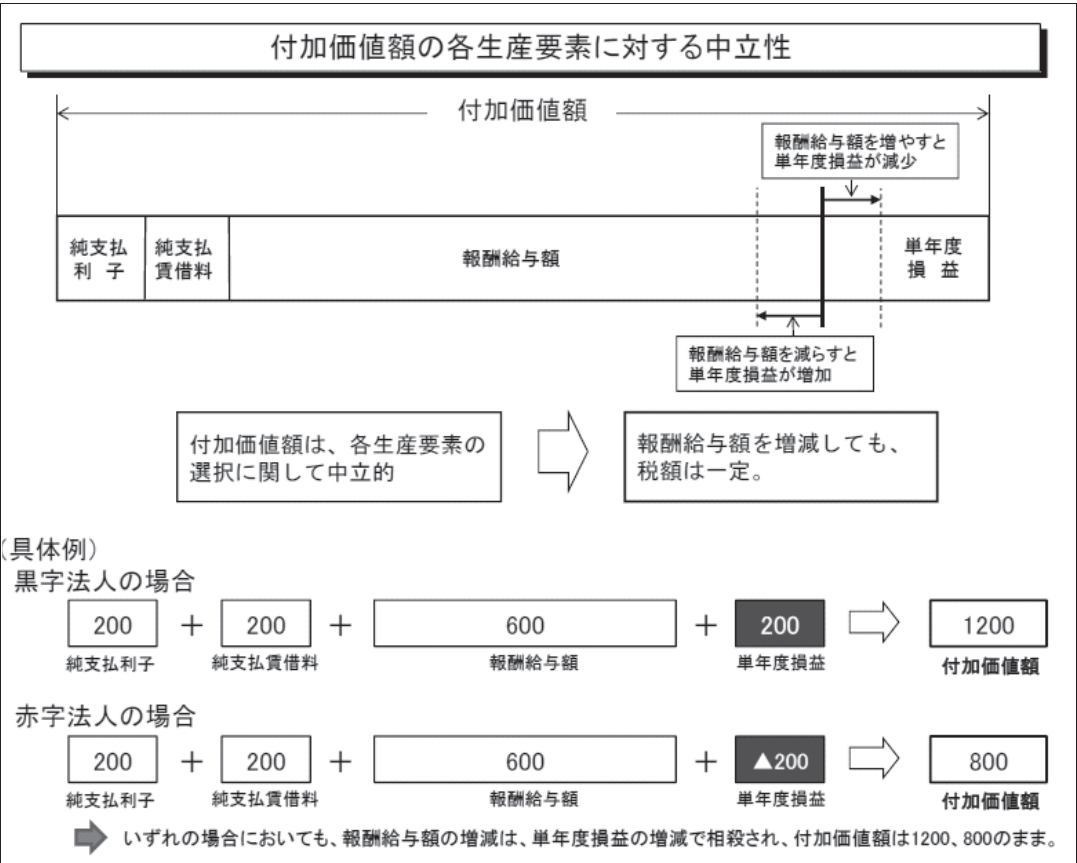 付加価値額の各生産要素に対する中立性
付加価値額
報酬給与額を増やすと
単年度損益が減少
純支払
利 子
純支払
賃借料
報酬給与額
単年度
損 益
報酬給与額を減らすと
単年度損益が増加
付加価値額は、各生産要素の
選択に関して中立的
報酬給与額を増減しても、
税額は一定。
（具体例）
黒字法人の場合
200 + 200 + 600 + 200 1200
純支払利子 純支払賃借料 報酬給与額 単年度損益 付加価値額
赤字法人の場合
200 + 200 + 600 + ▲200 800
純支払利子 純支払賃借料 報酬給与額 単年度損益 付加価値額
いずれの場合においても、報酬給与額の増減は、単年度損益の増減で相殺され、付加価値額は1200、800のまま。